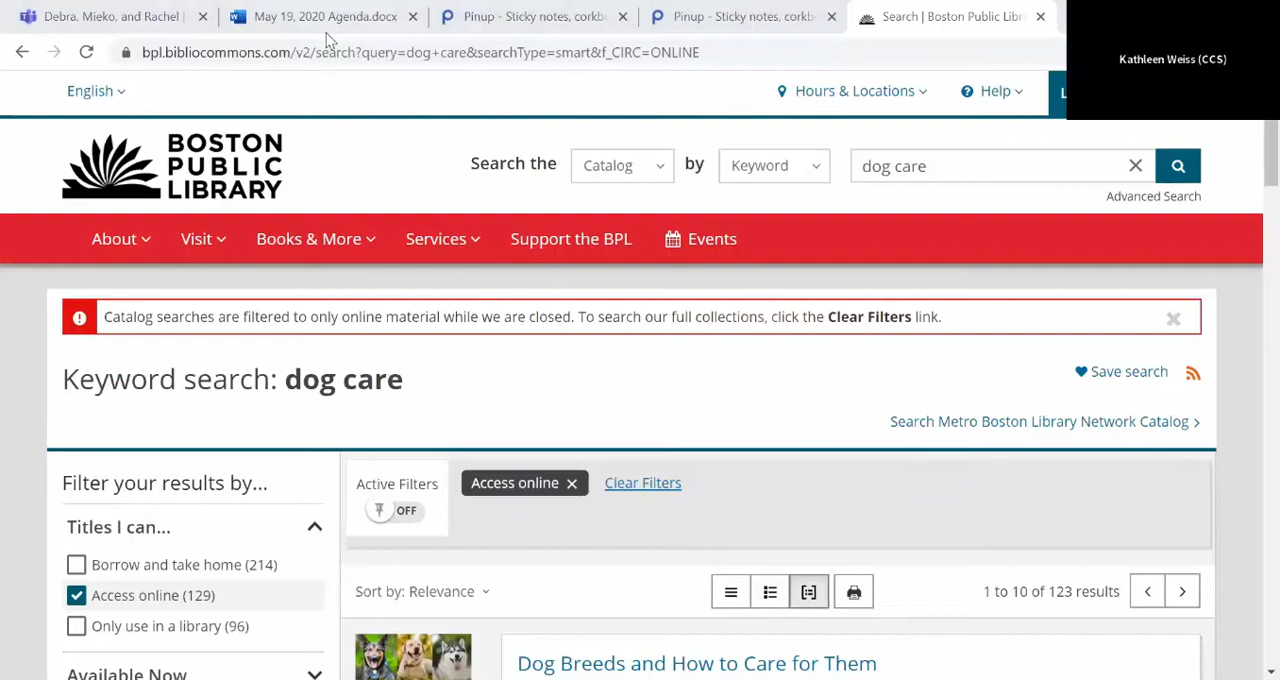 Debra, Mieko, and Rachel |
May 19, 2020 Agenda.docx
Pinup - Sticky notes, corkb
Pinup - Sticky notes, corkb
Search | Boston Public Libr
bpl.bibliocommons.com/v2/search?query=dog+care&searchType=smart&f_CIRC=ONLINE
Kathleen Weiss (CCS)
English
Hours & Locations
Help
BOSTON
PUBLIC
LIBRARY
Search the Catalog by Keyword dog care
Advanced Search
About Visit Books & More Services Support the BPL Events
Catalog searches are filtered to only online material while we are closed. To search our full collections, click the Clear Filters link.
Keyword search: dog care
Save search
Search Metro Boston Library Network Catalog >
Filter your results by...
Active Filters
OFF
Access online
Clear Filters
Titles I can...
Borrow and take home (214)
Access online (129)
Only use in a library (96)
Available Now
Sort by: Relevance
1 to 10 of 123 results
Dog Breeds and How to Care for Them